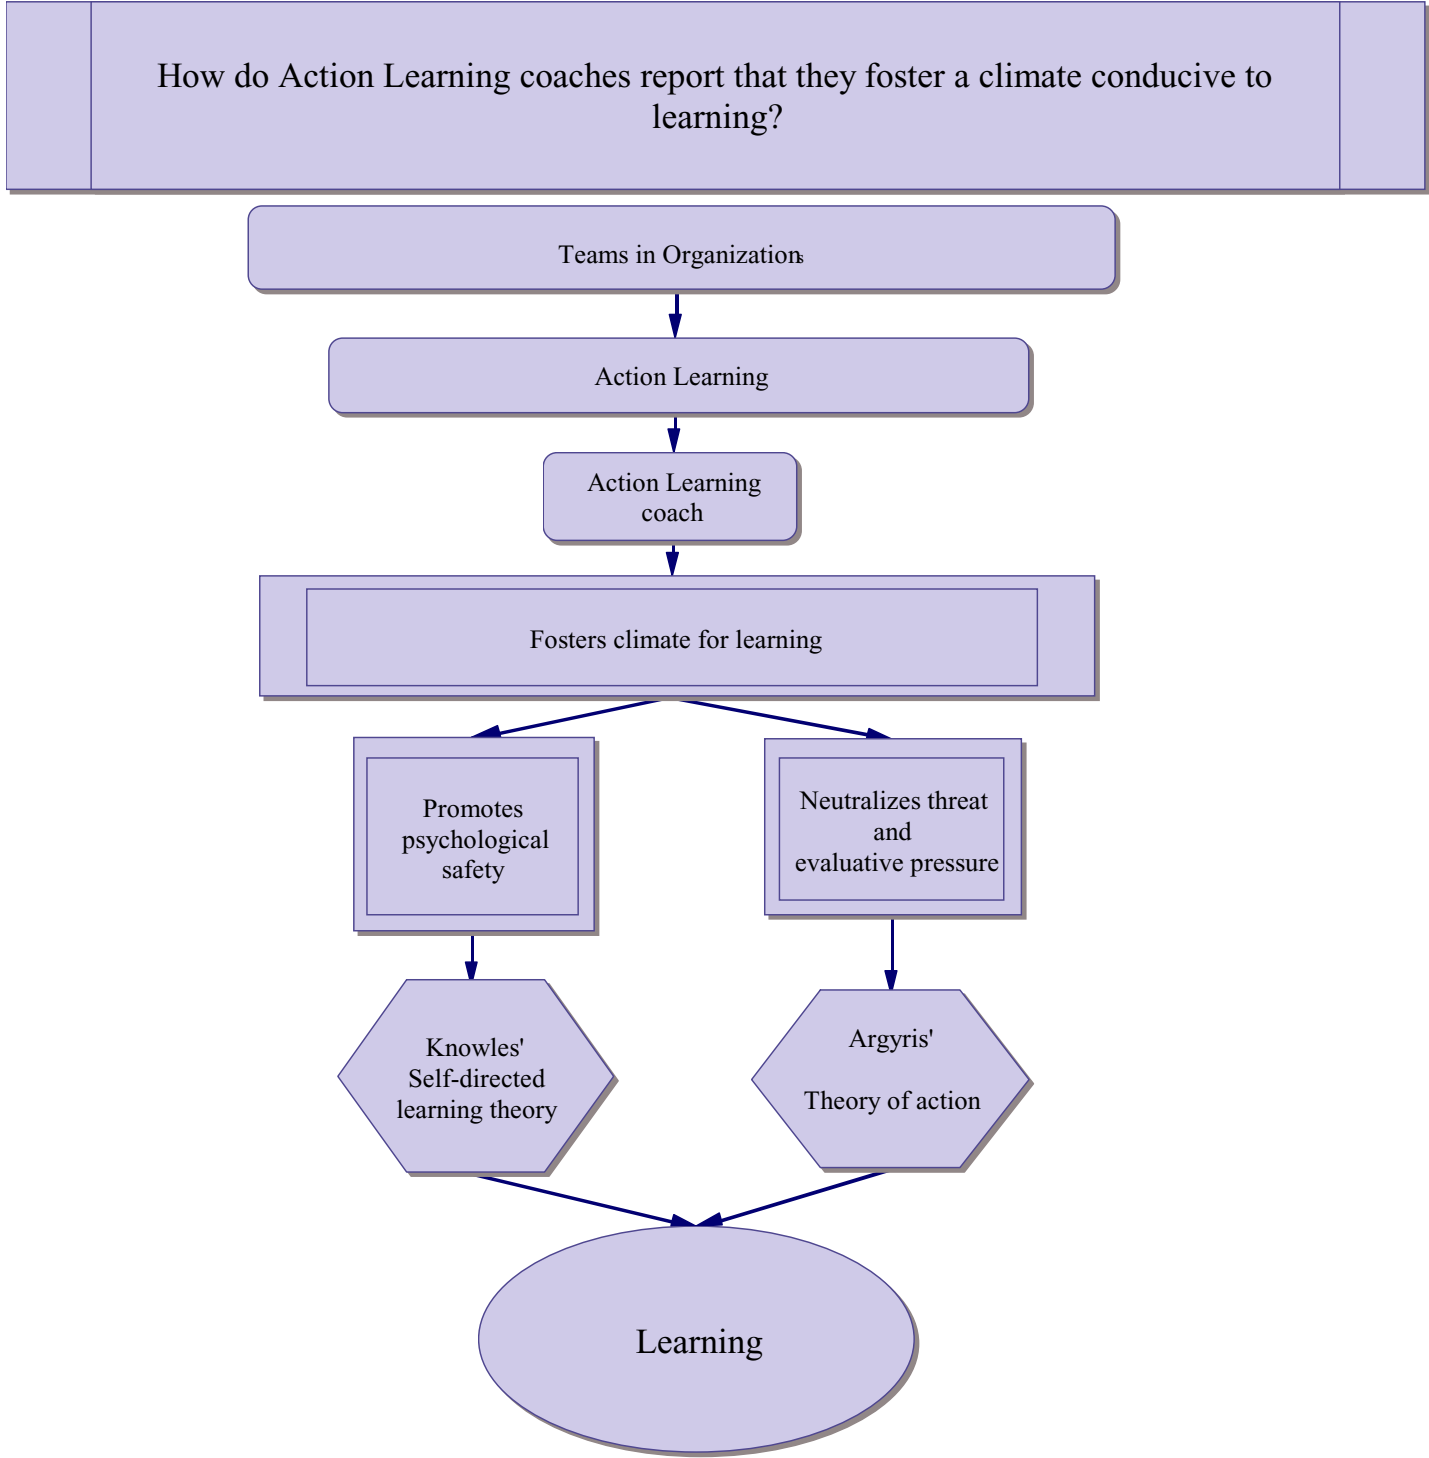 How do Action Learning coaches report that they foster a climate conducive to
learning?
Teams in Organizations
Action Learning
Action Learning
coach
Fosters climate for learning
Promotes
psychological
safety
Neutralizes threat
and
evaluative pressure
Knowles'
Self-directed
learning theory
Argyris'
Theory of action
Learning